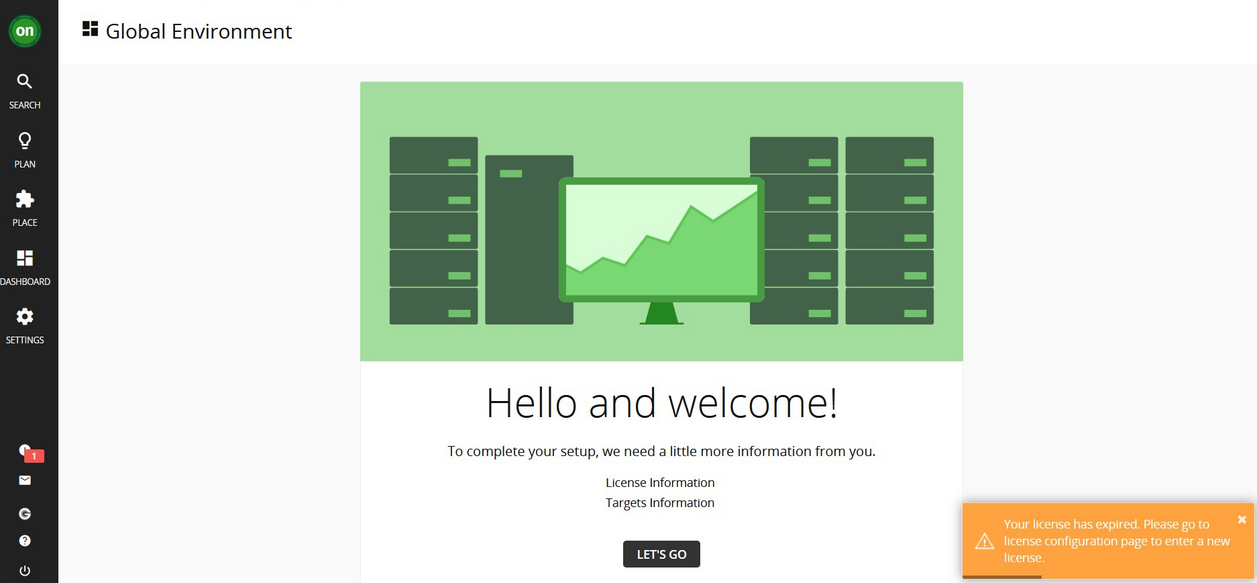 on
Global Environment
SEARCH
PLAN
PLACE
DASHBOARD
SETTINGS
1
Hello and welcome!
To complete your setup, we need a little more information from you.
License Information
Targets Information
LET'S GO
Your license has expired. Please go to
license configuration page to enter a new
license.